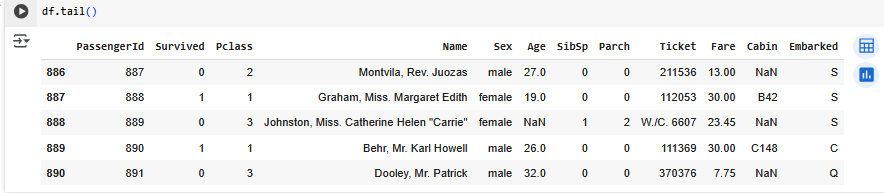 df.tail()
PassengerId Survived Pclass Name Sex Age SibSp Parch Ticket Fare Cabin Embarked
886 887 0 2 Montvila, Rev. Juozas male 27.0 0 0 211536 13.00 NaN S
887 888 1 1 Graham, Miss. Margaret Edith female 19.0 0 0 112053 30.00 B42 S
888 889 0 3 Johnston, Miss. Catherine Helen "Carrie" female NaN 1 2 W./C. 6607 23.45 NaN S
889 890 1 1 Behr, Mr. Karl Howell male 26.0 0 0 111369 30.00 C148 C
890 891 0 3 Dooley, Mr. Patrick male 32.0 0 0 370376 7.75 NaN Q